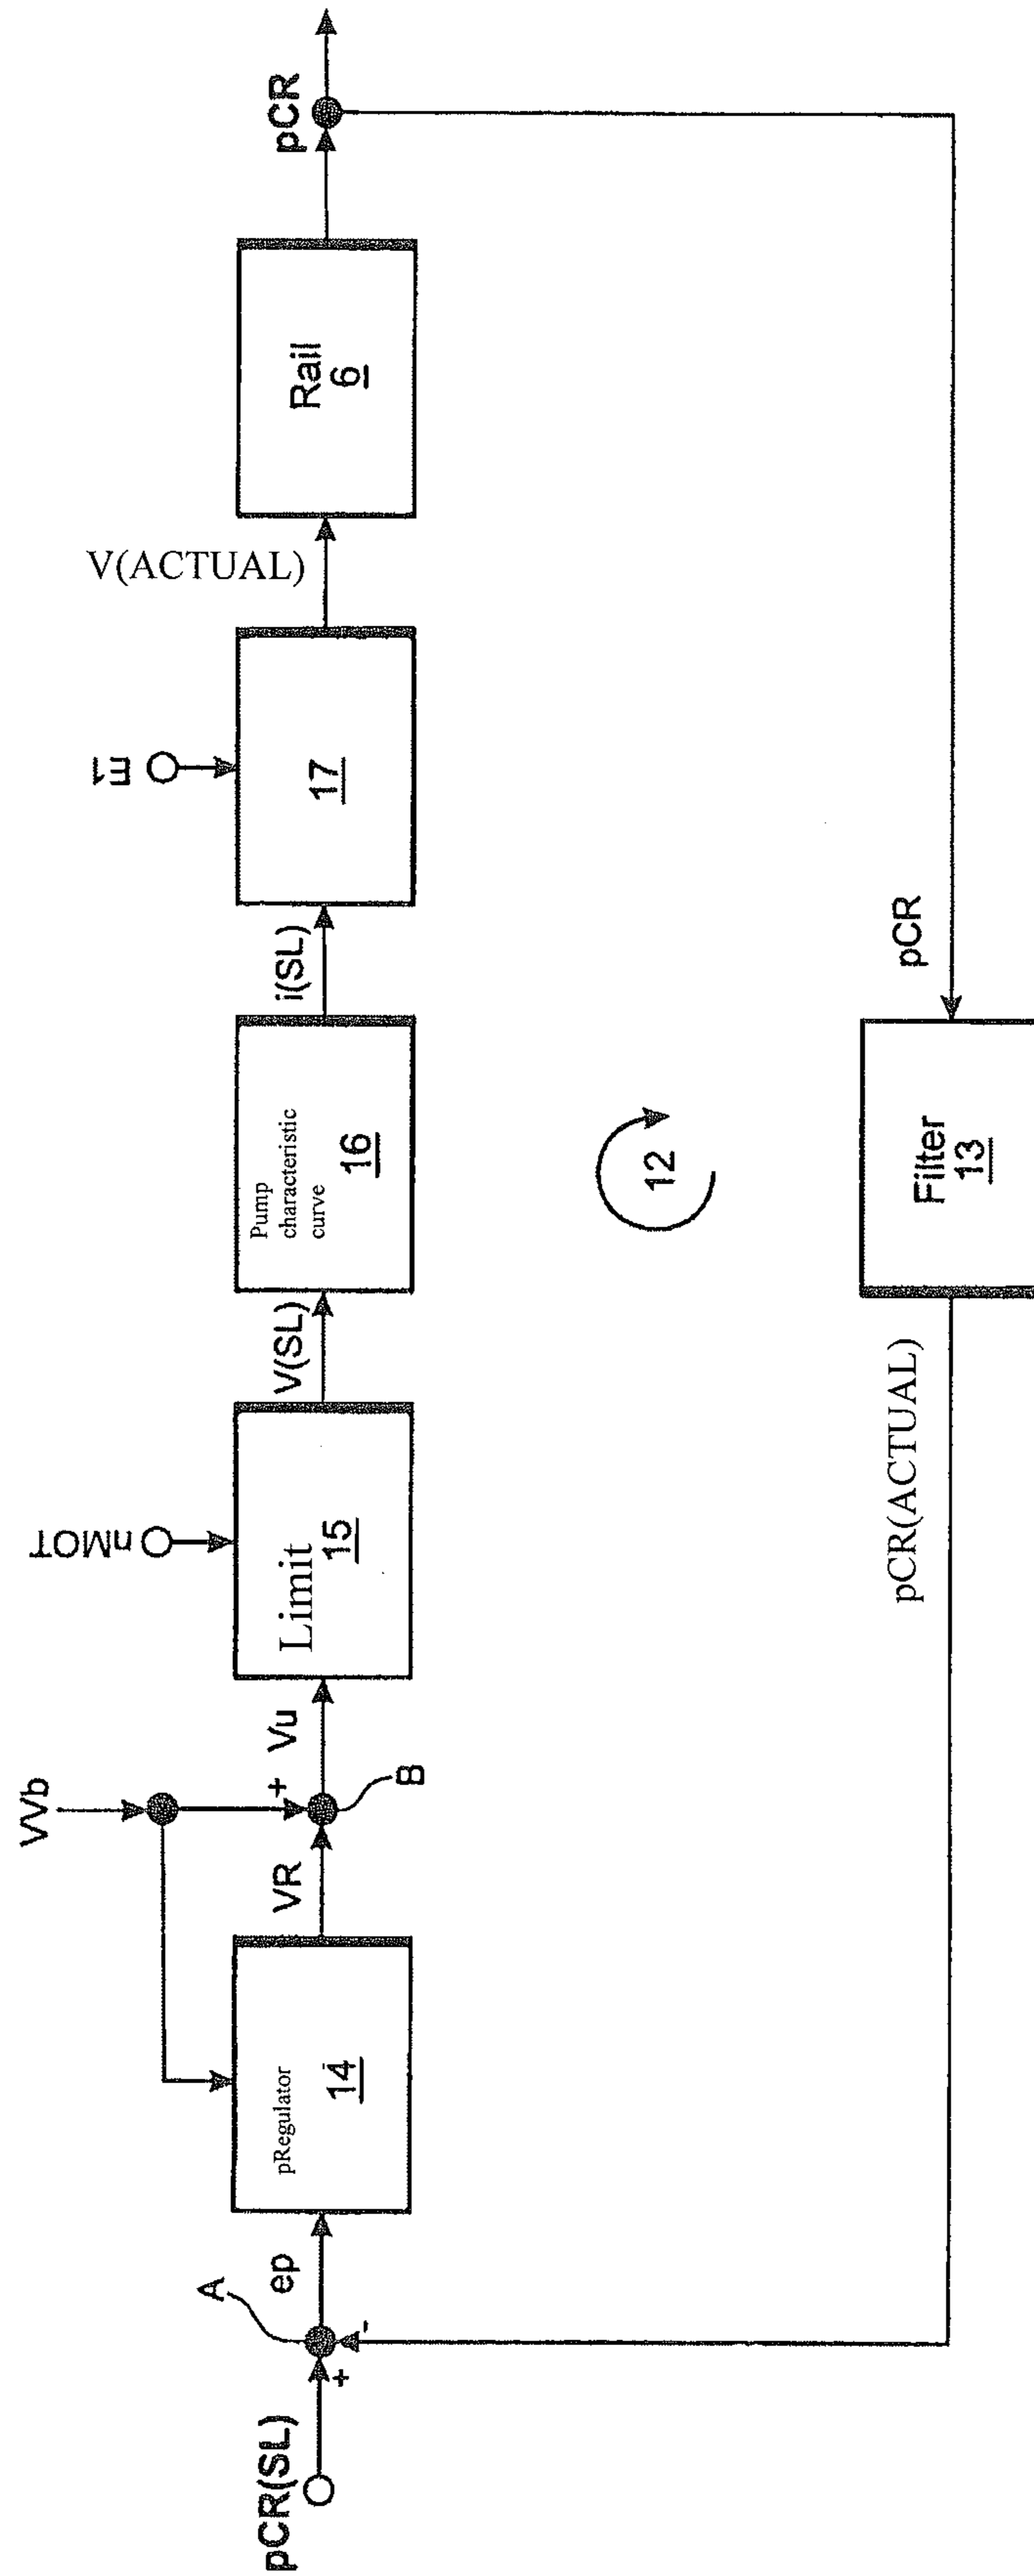 pCR(SL)
+
-
A
ep
pRegulator
14
VR
VVb
+
B
Vu
nMOT
Limit
15
V(SL)
Pump
characteristic
curve
16
i(SL)
E1
17
V(ACTUAL)
Rail
6
pCR
12
pCR
Filter
13
pCR(ACTUAL)